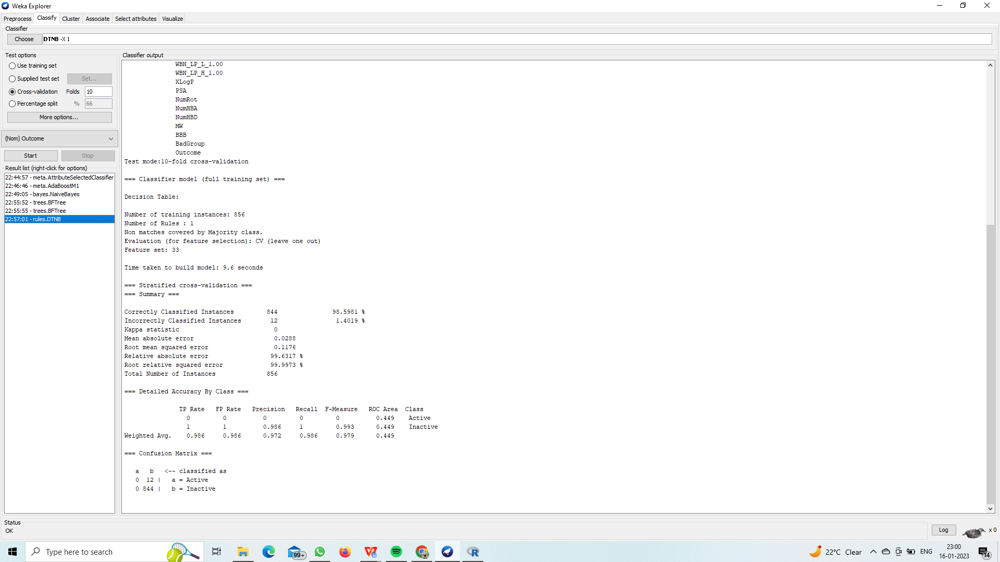 Weka Explorer
Preprocess Classify Cluster Associate Select attributes Visualize
Classifier
Choose DTNB -X 1
Test options
Use training set
Supplied test set Set...
Cross-validation Folds 10
Percentage split % 66
More options...
(Nom) Outcome
Start Stop
Result list (right-click for options)
22:44:57 - meta.AttributeSelectedClassifier
22:46:46 - meta.AdaBoostM1
22:49:05 - bayes.NaiveBayes
22:55:52 - trees.BFTree
22:55:55 - trees.BFTree
22:57:01 - rules.DTNB
Classifier output
WBN_LP_L_1.00
WBN_LP_H_1.00
XLogP
PSA
NumRot
NumHBA
NumHBD
MW
BBB
BadGroup
Outcome
Test mode:10-fold cross-validation
=== Classifier model (full training set) ===
Decision Table:
Number of training instances: 856
Number of Rules : 1
Non matches covered by Majority class.
Evaluation (for feature selection): CV (leave one out)
Feature set: 33
Time taken to build model: 9.6 seconds
=== Stratified cross-validation ===
=== Summary ===
Correctly Classified Instances 844 98.5981 %
Incorrectly Classified Instances 12 1.4019 %
Kappa statistic 0
Mean absolute error 0.0288
Root mean squared error 0.1176
Relative absolute error 99.6317 %
Root relative squared error 99.9973 %
Total Number of Instances 856
=== Detailed Accuracy By Class ===
TP Rate FP Rate Precision Recall F-Measure ROC Area Class
0 0 0 0 0 0.449 Active
1 1 0.986 1 0.993 0.449 Inactive
Weighted Avg. 0.986 0.986 0.972 0.986 0.979 0.449
=== Confusion Matrix ===
a b <-- classified as
0 12 | a = Active
0 844 | b = Inactive
Status
OK
Log x 0
Type here to search
99+
22°C Clear
ENG
23:00
16-01-2023
14